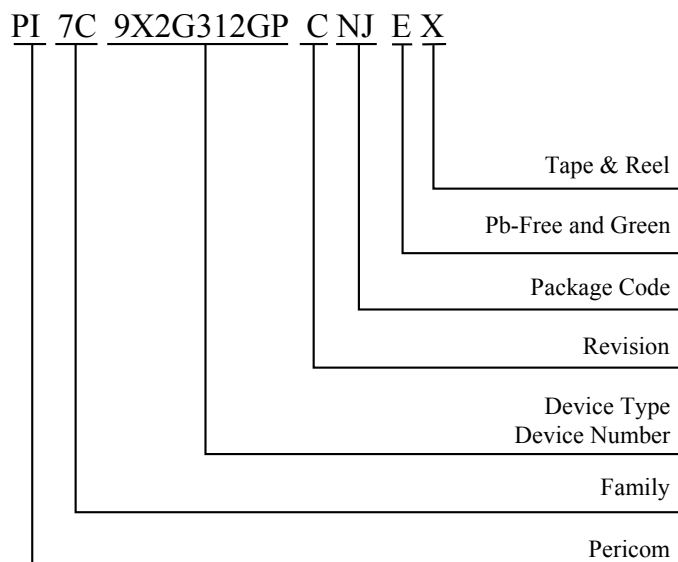 PI 7C 9X2G312GP C NJ E X
Tape & Reel
Pb-Free and Green
Package Code
Revision
Device Type
Device Number
Family
Pericom